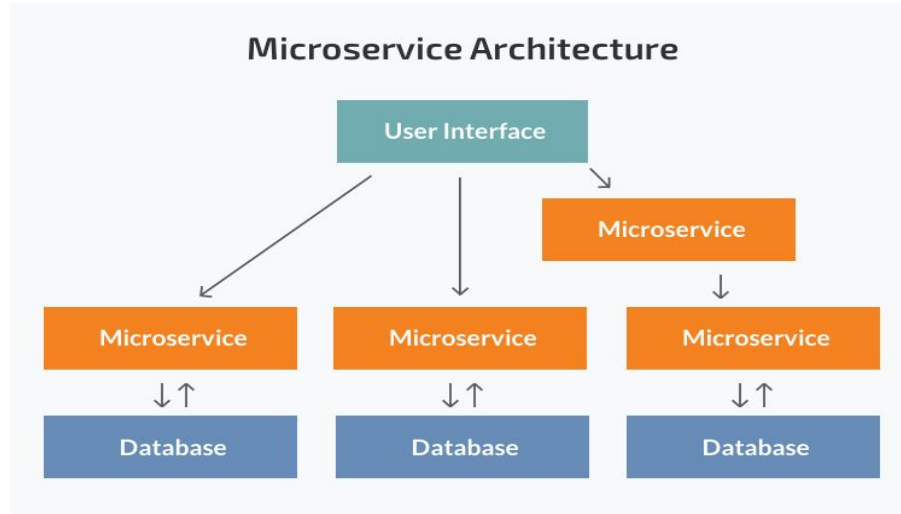 Microservice Architecture
User Interface
Microservice
Microservice
Microservice
Microservice
Database
Database
Database